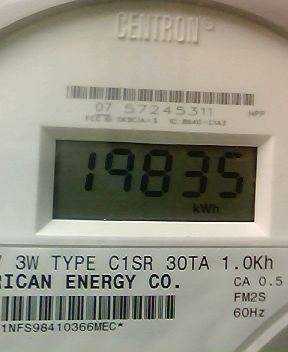 CENTRON®
07 57245311 HPP
19835
kWh
3W TYPE C1SR 30TA 1.0Kh
RICAN ENERGY CO. CA 0.5
FM2S
60Hz
1NFS98410366MEC*